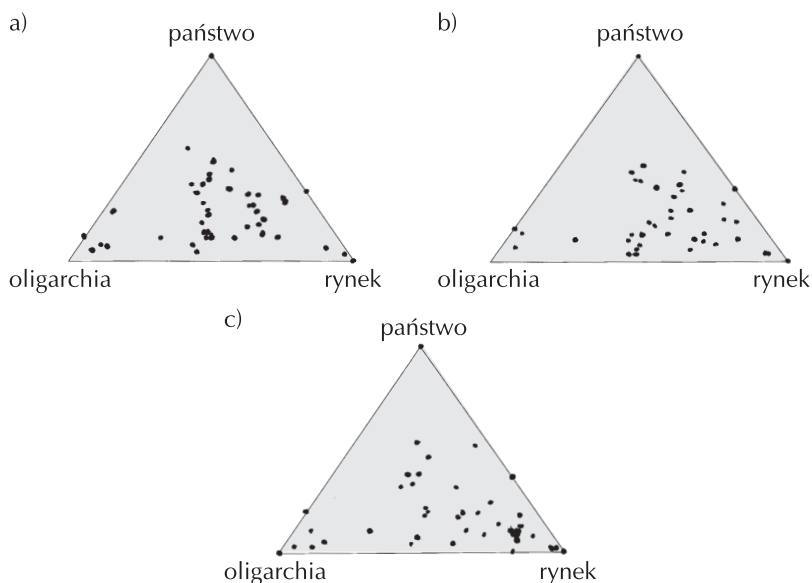 a)
państwo
oligarchia
rynek
b)
państwo
oligarchia
rynek
c)
państwo
oligarchia
rynek